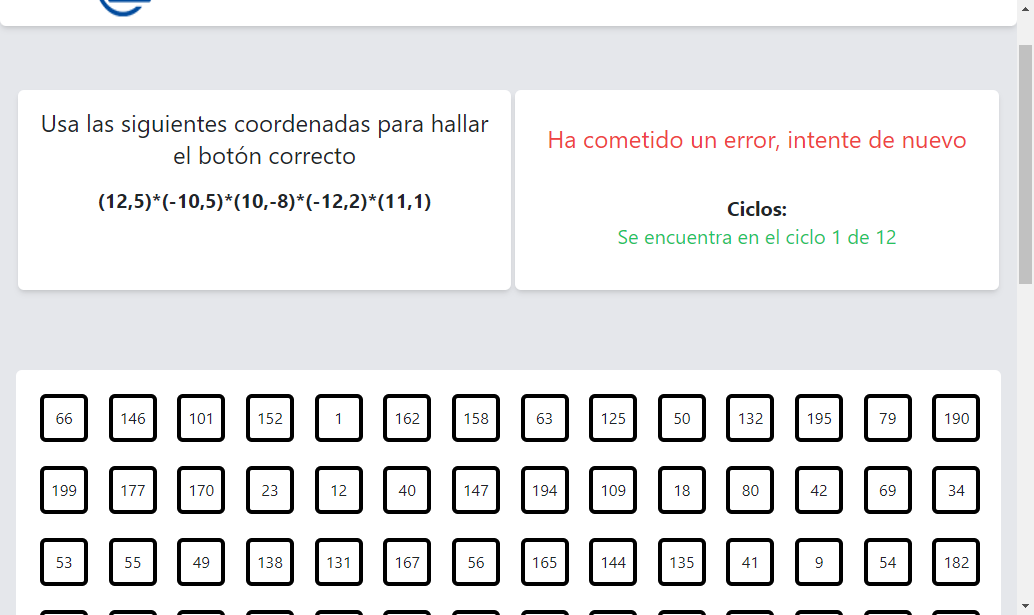 Usa las siguientes coordenadas para hallar
el botón correcto
(12,5)*(-10,5)*(10,-8)*(-12,2)*(11,1)
Ha cometido un error, intente de nuevo
Ciclos:
Se encuentra en el ciclo 1 de 12
66 146 101 152 1 162 158 63 125 50 132 195 79 190
199 177 170 23 12 40 147 194 109 18 80 42 69 34
53 55 49 138 131 167 56 165 144 135 41 9 54 182